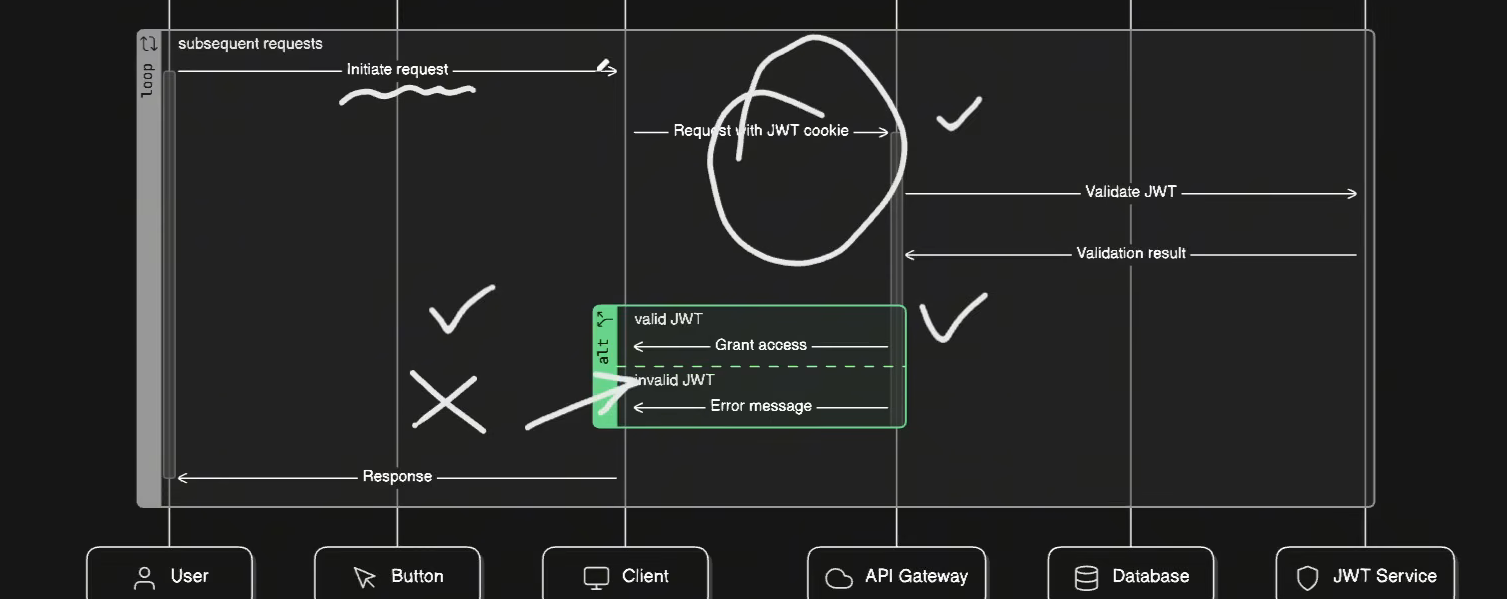 subsequent requests
loop
Initiate request
Request with JWT cookie
Validate JWT
Validation result
alt
valid JWT
Grant access
invalid JWT
Error message
Response
User
Button
Client
API Gateway
Database
JWT Service